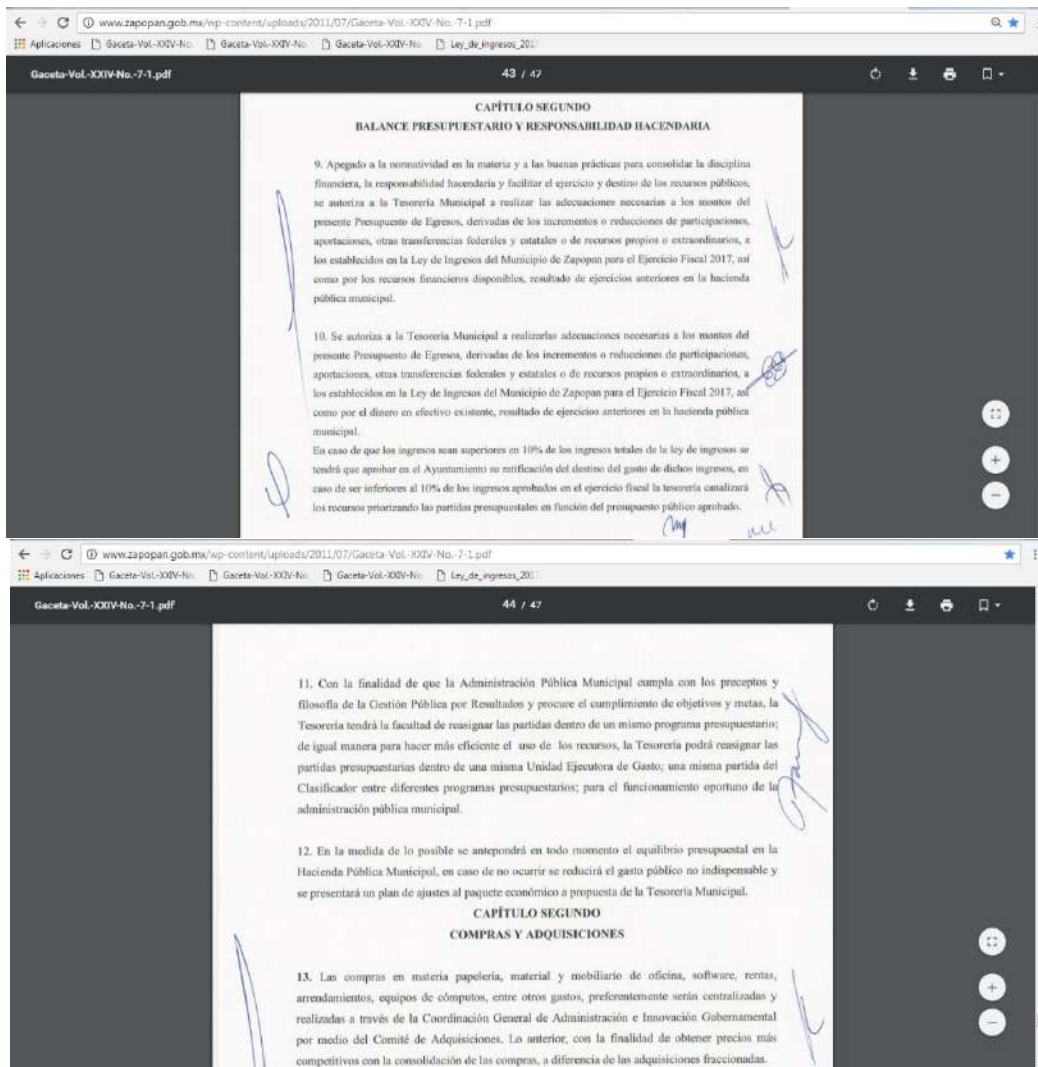 www.zapopan.gob.mx/wp-content/uploads/2011/07/Gaceta-Vol.-XXIV-No.-7-1.pdf
Aplicaciones Gaceta-Vol.-XXIV-No. Gaceta-Vol.-XXIV-No Gaceta-Vol.-XXIV-No Ley_de_ingresos_201
Gaceta-Vol.-XXIV-No.-7-1.pdf 43 / 47
CAPÍTULO SEGUNDO
BALANCE PRESUPUESTARIO Y RESPONSABILIDAD HACENDARIA
9. Apegado a la normatividad en la materia y a las buenas prácticas para consolidar la disciplina
financiera, la responsabilidad hacendaria y facilitar el ejercicio y destino de los recursos públicos,
se autoriza a la Tesorería Municipal a realizar las adecuaciones necesarias a los montos del
presente Presupuesto de Egresos, derivadas de los incrementos o reducciones de participaciones,
aportaciones, otras transferencias federales y estatales o de recursos propios o extraordinarios, a
los establecidos en la Ley de Ingresos del Municipio de Zapopan para el Ejercicio Fiscal 2017, así
como por los recursos financieros disponibles, resultado de ejercicios anteriores en la hacienda
pública municipal.
10. Se autoriza a la Tesorería Municipal a realizarlas adecuaciones necesarias a los montos del
presente Presupuesto de Egresos, derivadas de los incrementos o reducciones de participaciones,
aportaciones, otras transferencias federales y estatales o de recursos propios o extraordinarios, a
los establecidos en la Ley de Ingresos del Municipio de Zapopan para el Ejercicio Fiscal 2017, así
como por el dinero en efectivo existente, resultado de ejercicios anteriores en la hacienda pública
municipal.
En caso de que los ingresos sean superiores en 10% de los ingresos totales de la ley de ingresos se
tendrá que aprobar en el Ayuntamiento su ratificación del destino del gasto de dichos ingresos, en
caso de ser inferiores al 10% de los ingresos aprobados en el ejercicio fiscal la tesorería canalizará
los recursos priorizando las partidas presupuestales en función del presupuesto público aprobado.
www.zapopan.gob.mx/wp-content/uploads/2011/07/Gaceta-Vol.-XXIV-No.-7-1.pdf
Aplicaciones Gaceta-Vol.-XXIV-No Gaceta-Vol.-XXIV-No Gaceta-Vol.-XXIV-No Ley_de_ingresos_201
Gaceta-Vol.-XXIV-No.-7-1.pdf 44 / 47
11. Con la finalidad de que la Administración Pública Municipal cumpla con los preceptos y
filosofía de la Gestión Pública por Resultados y procure el cumplimiento de objetivos y metas, la
Tesorería tendrá la facultad de reasignar las partidas dentro de un mismo programa presupuestario;
de igual manera para hacer más eficiente el uso de los recursos, la Tesorería podrá reasignar las
partidas presupuestarias dentro de una misma Unidad Ejecutora de Gasto; una misma partida del
Clasificador entre diferentes programas presupuestarios; para el funcionamiento oportuno de la
administración pública municipal.
12. En la medida de lo posible se antepondrá en todo momento el equilibrio presupuestal en la
Hacienda Pública Municipal, en caso de no ocurrir se reducirá el gasto público no indispensable y
se presentará un plan de ajustes al paquete económico a propuesta de la Tesorería Municipal.
CAPÍTULO SEGUNDO
COMPRAS Y ADQUISICIONES
13. Las compras en materia papelería, material y mobiliario de oficina, software, rentas,
arrendamientos, equipos de cómputos, entre otros gastos, preferentemente serán centralizadas y
realizadas a través de la Coordinación General de Administración e Innovación Gubernamental
por medio del Comité de Adquisiciones. Lo anterior, con la finalidad de obtener precios más
competitivos con la consolidación de las compras, a diferencia de las adquisiciones fraccionadas.